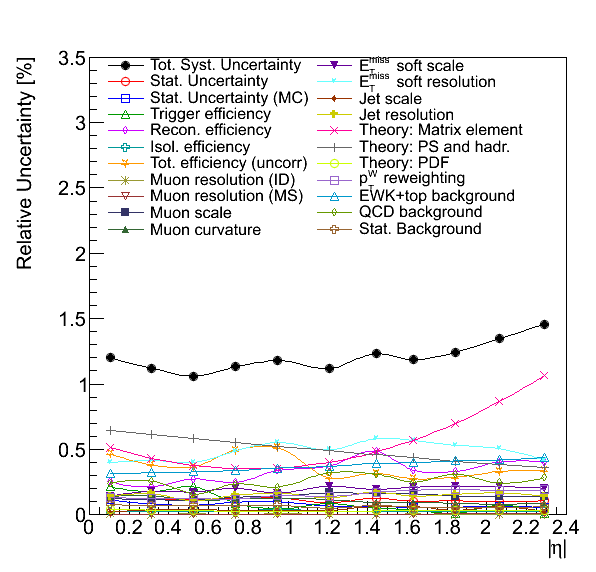 3.5
3
2.5
2
1.5
1
0.5
0
Relative Uncertainty [%]
Tot. Syst. Uncertainty
Stat. Uncertainty
Stat. Uncertainty (MC)
Trigger efficiency
Recon. efficiency
Isol. efficiency
Tot. efficiency (uncorr)
Muon resolution (ID)
Muon resolution (MS)
Muon scale
Muon curvature
E_T^miss soft scale
E_T^miss soft resolution
Jet scale
Jet resolution
Theory: Matrix element
Theory: PS and hadr.
Theory: PDF
p_T^W reweighting
EWK+top background
QCD background
Stat. Background
0 0.2 0.4 0.6 0.8 1 1.2 1.4 1.6 1.8 2 2.2 2.4
|η|